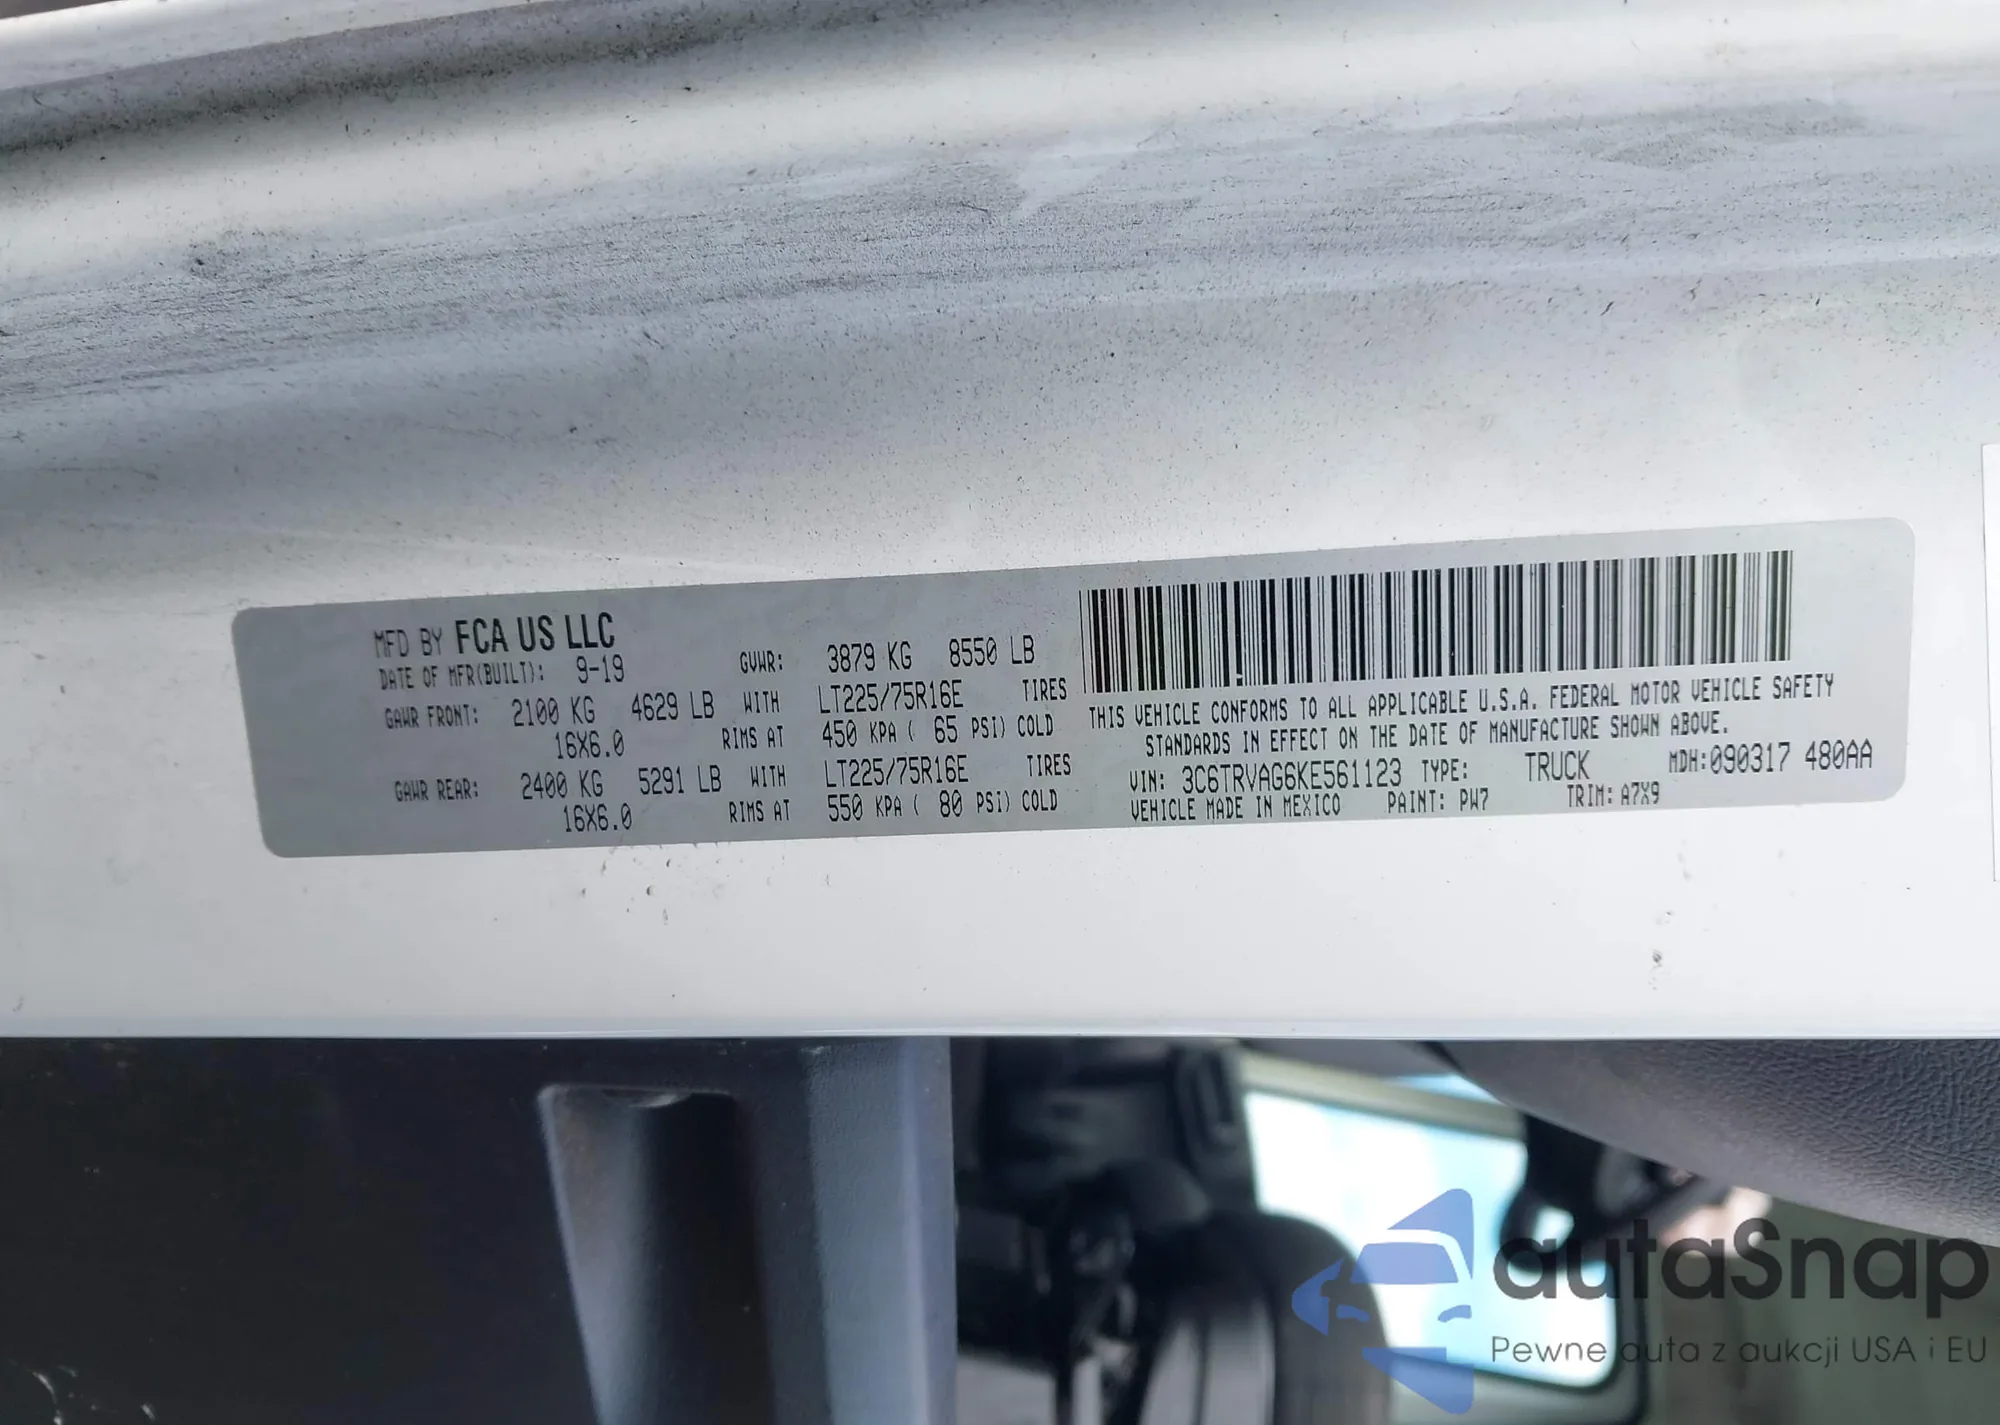 MFD BY FCA US LLC
DATE OF MFR(BUILT): 9-19 GVWR: 3879 KG 8550 LB
GAWR FRONT: 2100 KG 4629 LB WITH LT225/75R16E TIRES
16X6.0 RIMS AT 450 KPA ( 65 PSI) COLD
GAWR REAR: 2400 KG 5291 LB WITH LT225/75R16E TIRES
16X6.0 RIMS AT 550 KPA ( 80 PSI) COLD
THIS VEHICLE CONFORMS TO ALL APPLICABLE U.S.A. FEDERAL MOTOR VEHICLE SAFETY
STANDARDS IN EFFECT ON THE DATE OF MANUFACTURE SHOWN ABOVE.
VIN: 3C6TRVAG6KE561123 TYPE: TRUCK MDH:090317 480AA
VEHICLE MADE IN MEXICO PAINT: PW7 TRIM: A7X9
autaSnap
Pewne auta z aukcji USA i EU